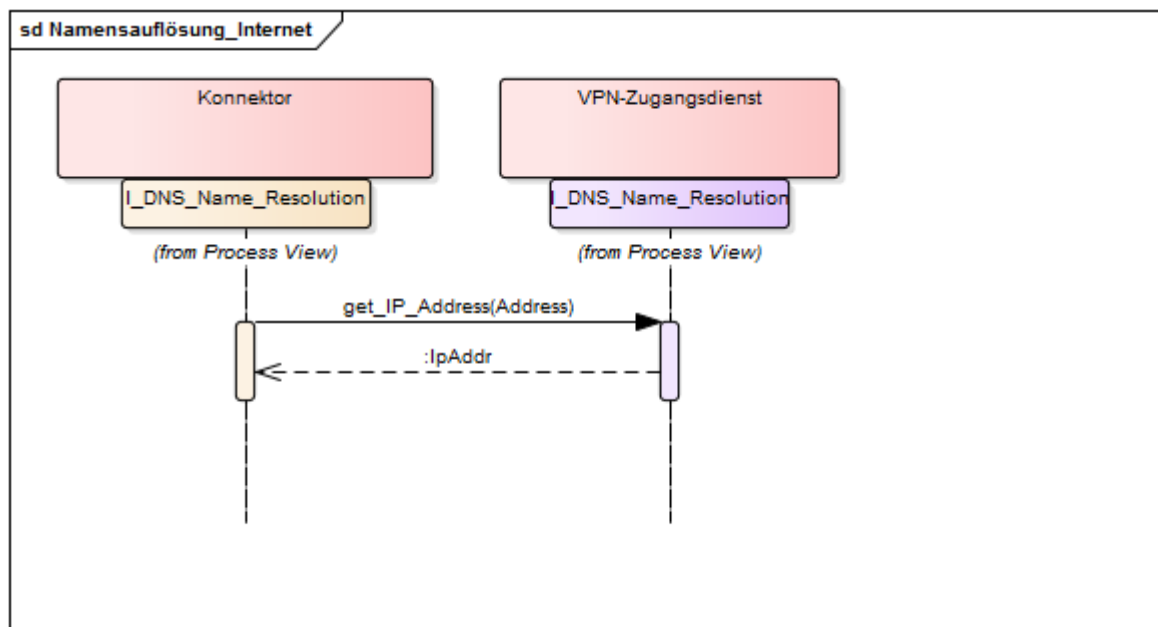 sd Namensauflösung_Internet
Konnektor
VPN-Zugangsdienst
I_DNS_Name_Resolution
I_DNS_Name_Resolution
(from Process View)
(from Process View)
get_IP_Address(Address)
:IpAddr